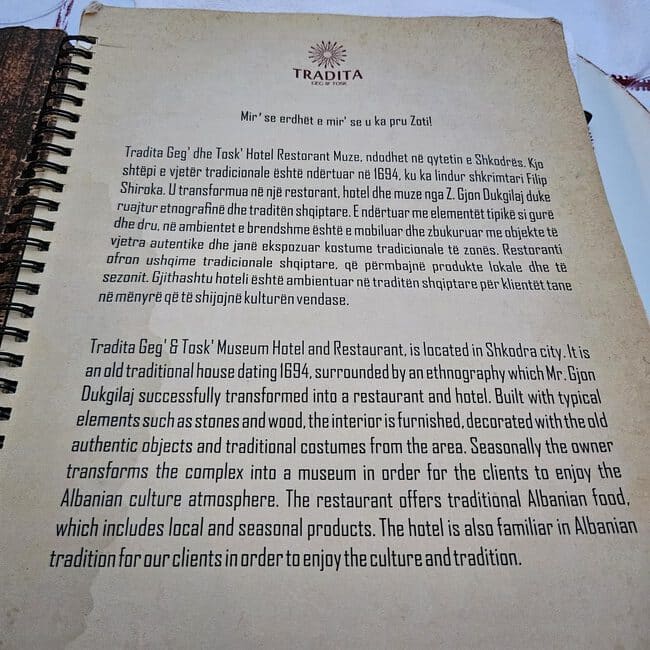 TRADITA
GEG & TOSK
Mir' se erdhët e mir' se u ka pru Zoti!
Tradita Geg' dhe Tosk' Hotel Restorant Muze, ndodhet në qytetin e Shkodrës. Kjo
shtëpi e vjetër tradicionale është ndërtuar në 1694, ku ka lindur shkrimtari Filip
Shiroka. U transformua në një restorant, hotel dhe muze nga Z. Gjon Dukgilaj duke
ruajtur etnografinë dhe traditën shqiptare. E ndërtuar me elementët tipikë si gurë
dhe dru, në ambientet e brendshme është e mobiluar dhe zbukuruar me objekte të
vjetra autentike dhe janë ekspozuar kostume tradicionale të zonës. Restoranti
ofron ushqime tradicionale shqiptare, që përmbajnë produkte lokale dhe të
sezonit. Gjithashtu hoteli është ambientuar në traditën shqiptare për klientët tane
në mënyrë që të shijojnë kulturën vendase.
Tradita Geg' & Tosk' Museum Hotel and Restaurant, is located in Shkodra city. It is
an old traditional house dating 1694, surrounded by an ethnography which Mr. Gjon
Dukgilaj successfully transformed into a restaurant and hotel. Built with typical
elements such as stones and wood, the interior is furnished, decorated with the old
authentic objects and traditional costumes from the area. Seasonally the owner
transforms the complex into a museum in order for the clients to enjoy the
Albanian culture atmosphere. The restaurant offers traditional Albanian food,
which includes local and seasonal products. The hotel is also familiar in Albanian
tradition for our clients in order to enjoy the culture and tradition.